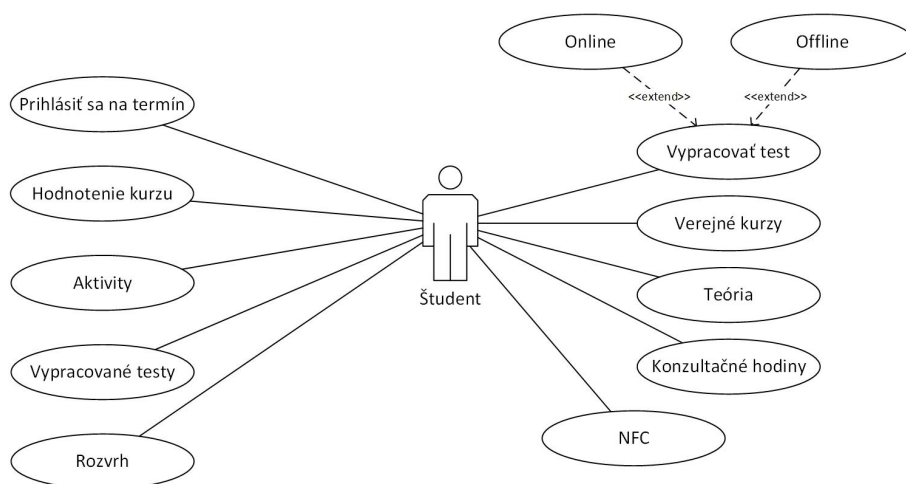 Online
Offline
<<extend>>
<<extend>>
Prihlásiť sa na termín
Vypracovať test
Hodnotenie kurzu
Verejné kurzy
Aktivity
Teória
Študent
Vypracované testy
Konzultačné hodiny
NFC
Rozvrh